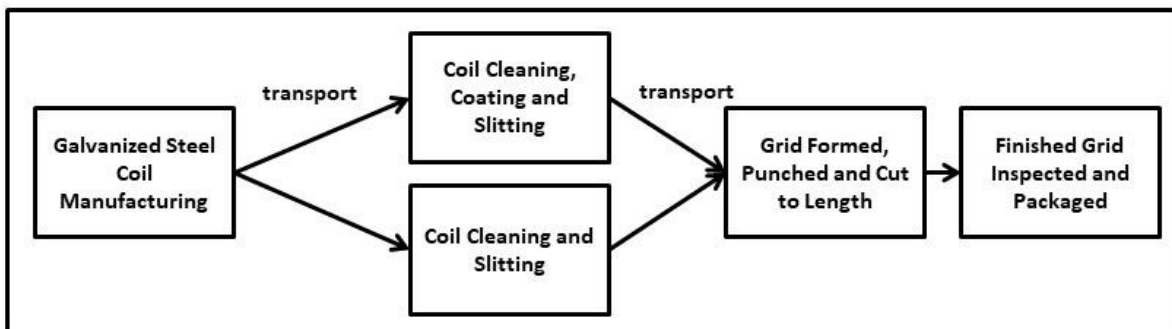 Galvanized Steel
Coil
Manufacturing
transport
Coil Cleaning,
Coating and
Slitting
Coil Cleaning and
Slitting
transport
Grid Formed,
Punched and Cut
to Length
Finished Grid
Inspected and
Packaged